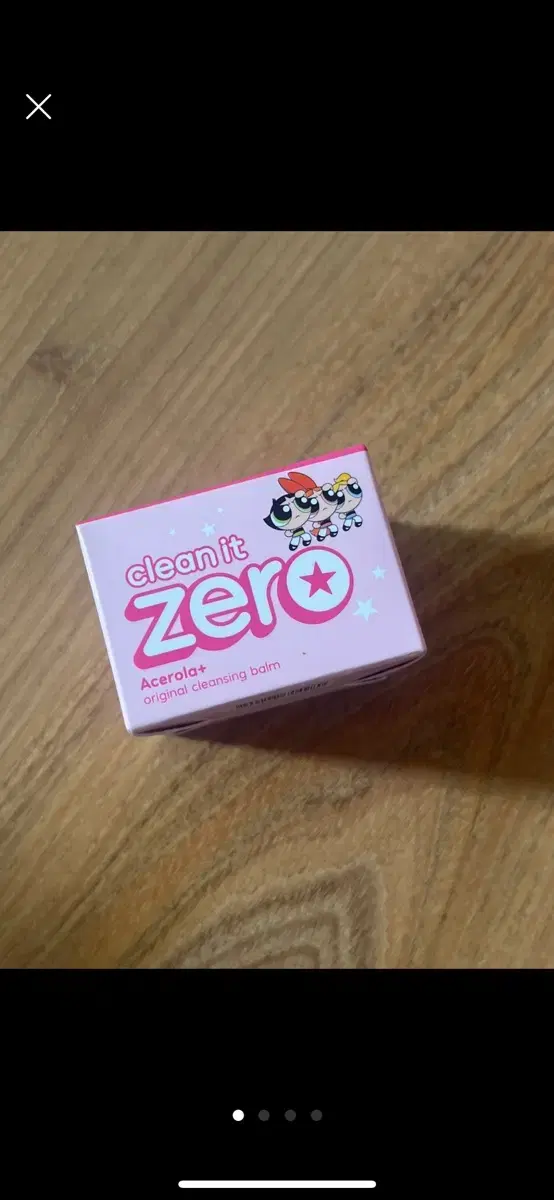 clean it
zero
Acerola+
original cleansing balm